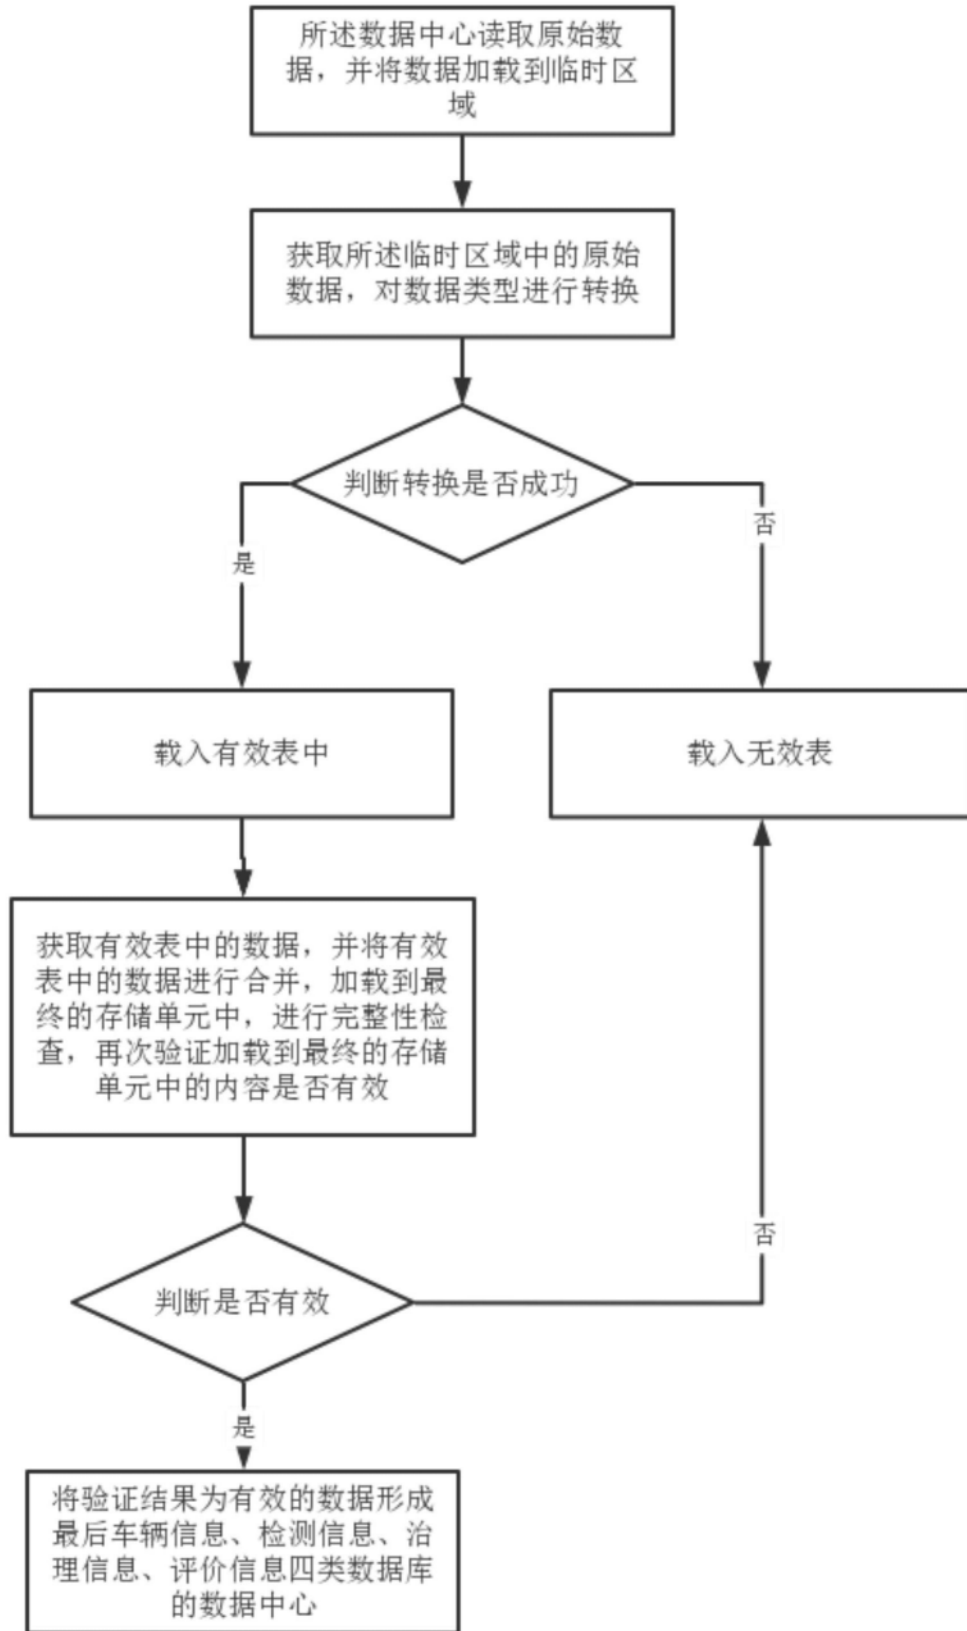 所述数据中心读取原始数
据，并将数据加载到临时区
域
获取所述临时区域中的原始
数据，对数据类型进行转换
判断转换是否成功
否
是
载入有效表中
载入无效表
获取有效表中的数据，并将有效
表中的数据进行合并，加载到最
终的存储单元中，进行完整性检
查，再次验证加载到最终的存储
单元中的内容是否有效
否
判断是否有效
是
将验证结果为有效的数据形成
最后车辆信息、检测信息、治
理信息、评价信息四类数据库
的数据中心